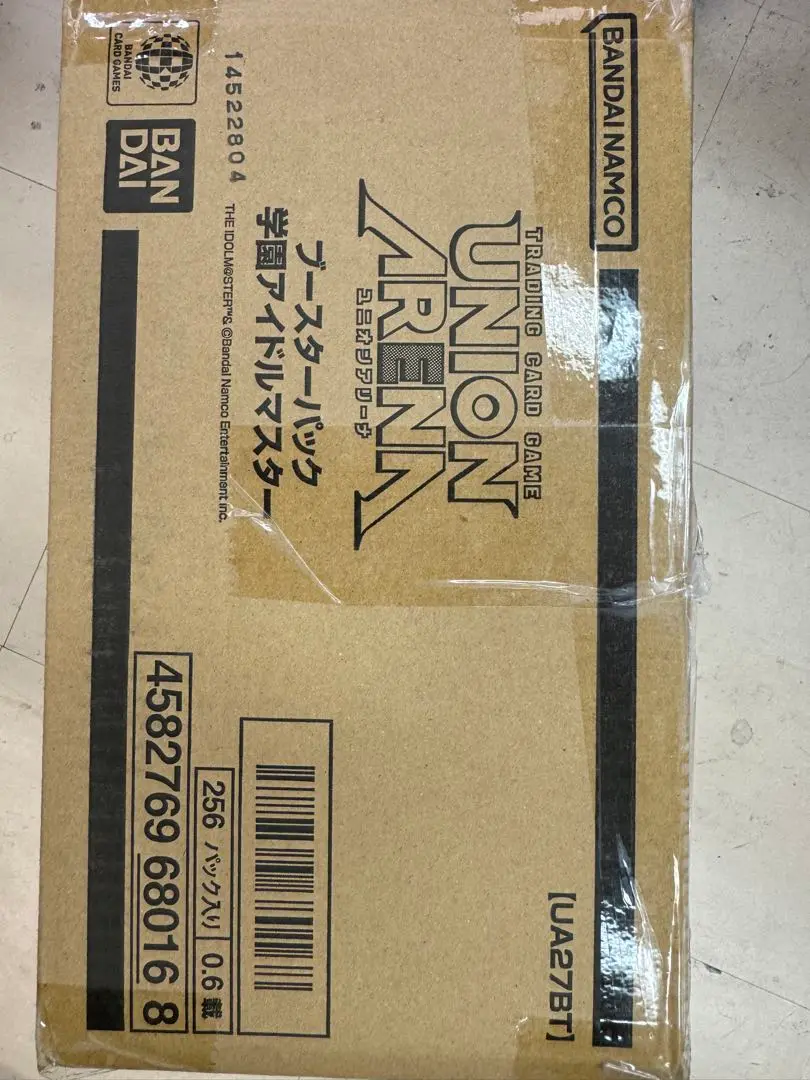 BANDAI NAMCO
TRADING CARD GAME
UNION
ARENA
ユニオンアリーナ
ブースターパック
学園アイドルマスター
THE IDOLM@STER™& ©Bandai Namco Entertainment Inc.
14522804
BANDAI
CARD GAMES
BAN
DAI
【UA27BT】
256 パック入り
0.6 載
4582769 68016 8